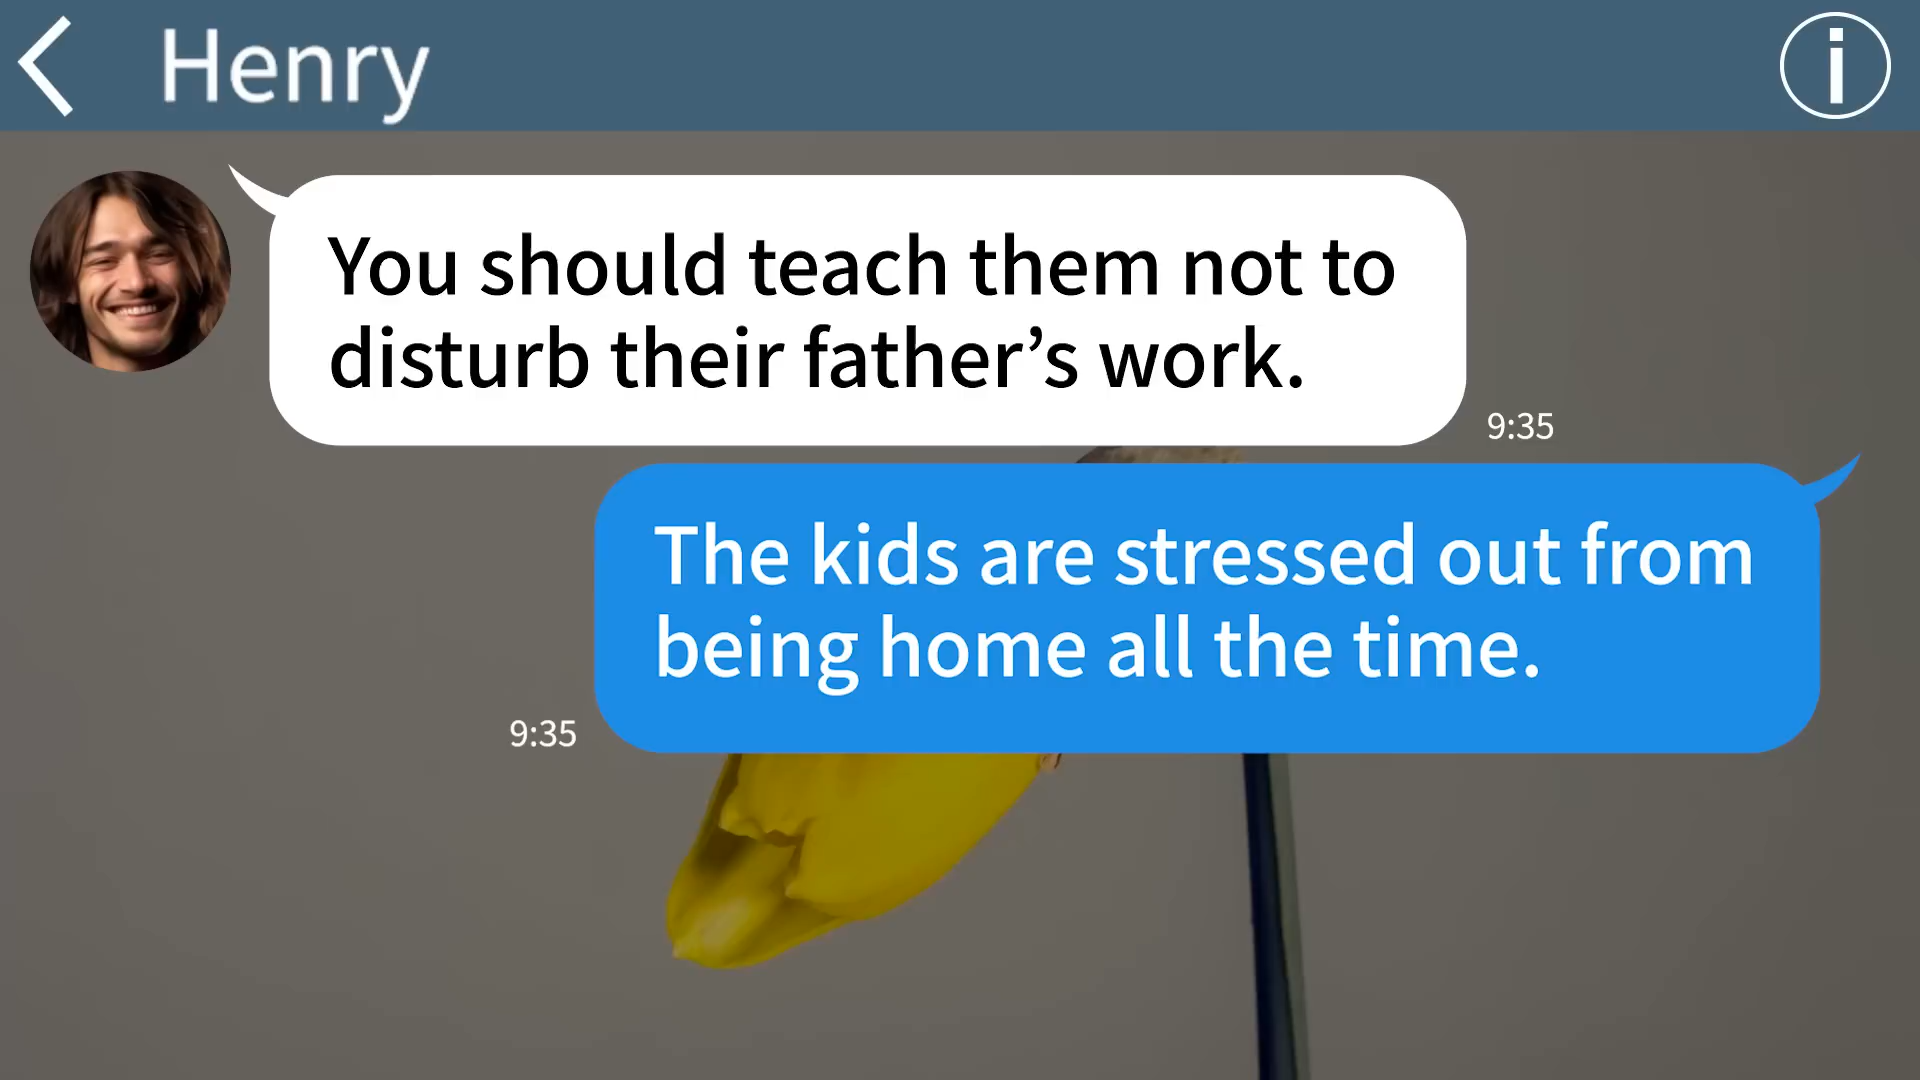 Henry
You should teach them not to
disturb their father’s work.
9:35
The kids are stressed out from
being home all the time.
9:35